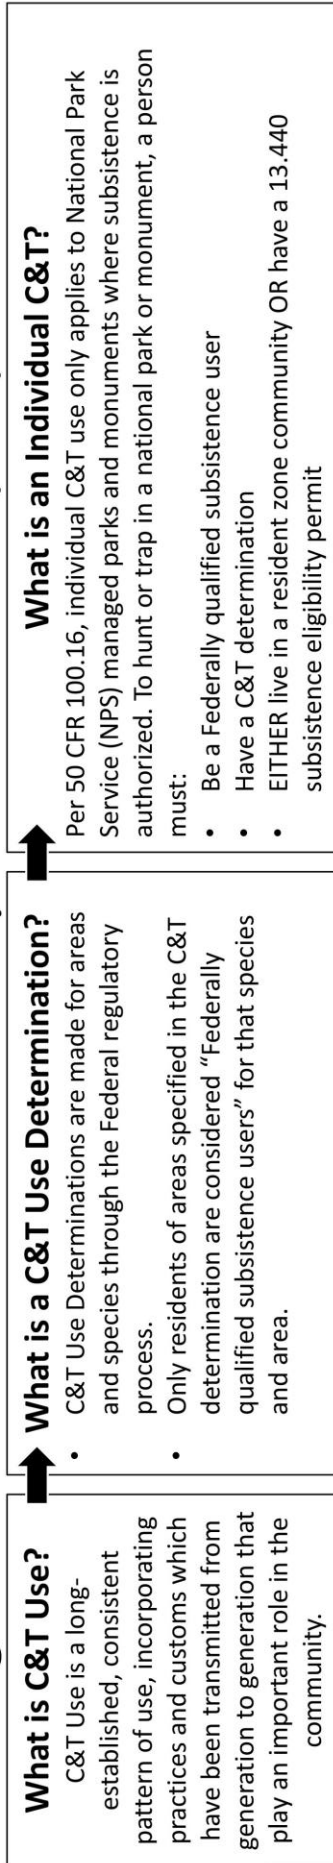 What is C&T Use?
C&T Use is a long-
established, consistent
pattern of use, incorporating
practices and customs which
have been transmitted from
generation to generation that
play an important role in the
community.
What is a C&T Use Determination?
• C&T Use Determinations are made for areas
and species through the Federal regulatory
process.
• Only residents of areas specified in the C&T
determination are considered “Federally
qualified subsistence users” for that species
and area.
What is an Individual C&T?
Per 50 CFR 100.16, individual C&T use only applies to National Park
Service (NPS) managed parks and monuments where subsistence is
authorized. To hunt or trap in a national park or monument, a person
must:
• Be a Federally qualified subsistence user
• Have a C&T determination
• EITHER live in a resident zone community OR have a 13.440
subsistence eligibility permit